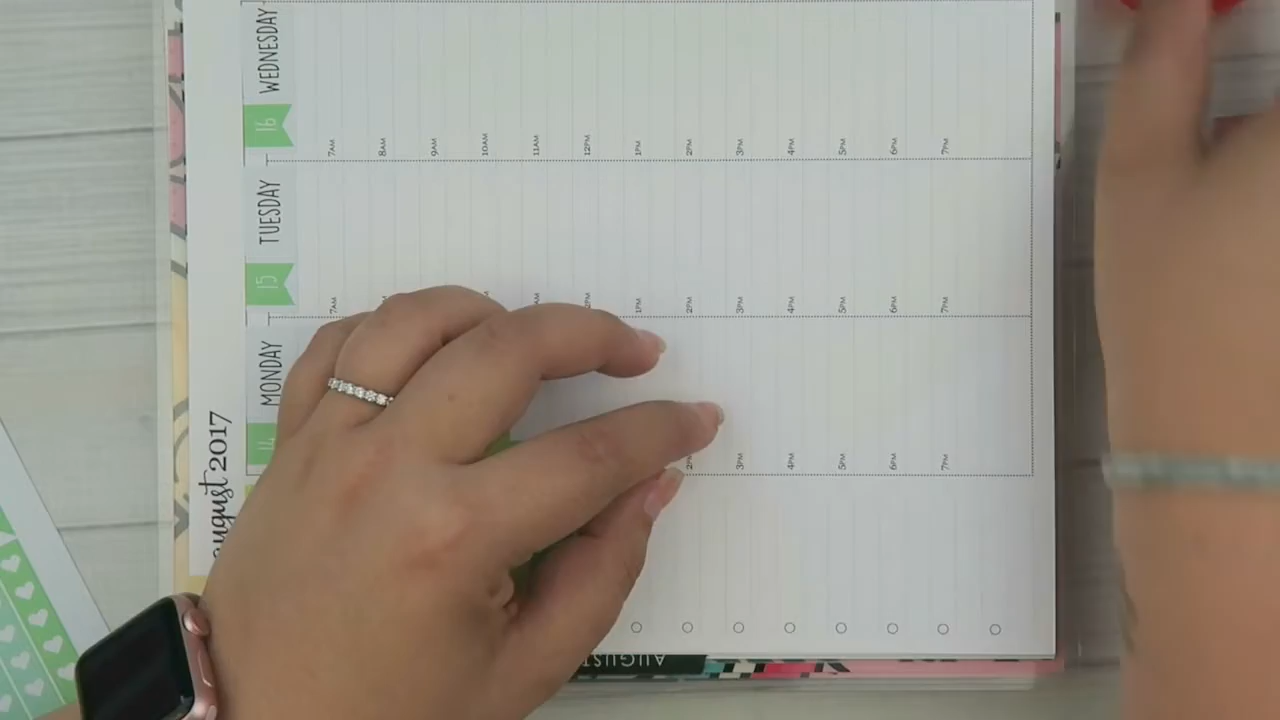 august 2017
MONDAY
14
2PM 3PM 4PM 5PM 6PM 7PM
TUESDAY
15
7AM 1PM 2PM 3PM 4PM 5PM 6PM 7PM
WEDNESDAY
16
7AM 8AM 9AM 10AM 11AM 12PM 1PM 2PM 3PM 4PM 5PM 6PM 7PM
AUGUST